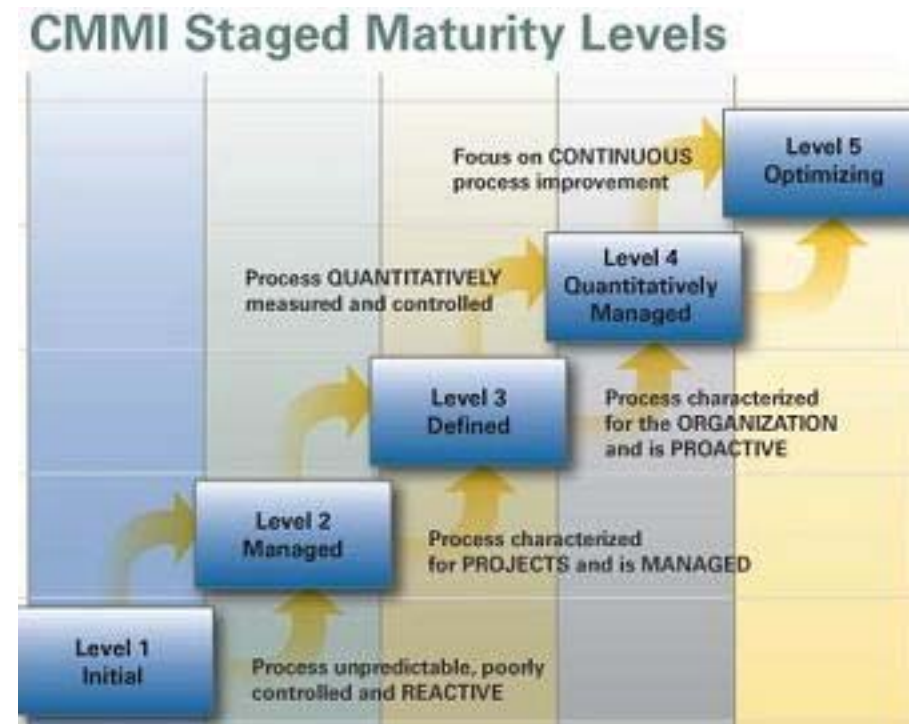 CMMI Staged Maturity Levels
Focus on CONTINUOUS
process improvement
Level 5
Optimizing
Process QUANTITATIVELY
measured and controlled
Level 4
Quantitatively
Managed
Level 3
Defined
Process characterized
for the ORGANIZATION
and is PROACTIVE
Level 2
Managed
Process characterized
for PROJECTS and is MANAGED
Level 1
Initial
Process unpredictable, poorly
controlled and REACTIVE